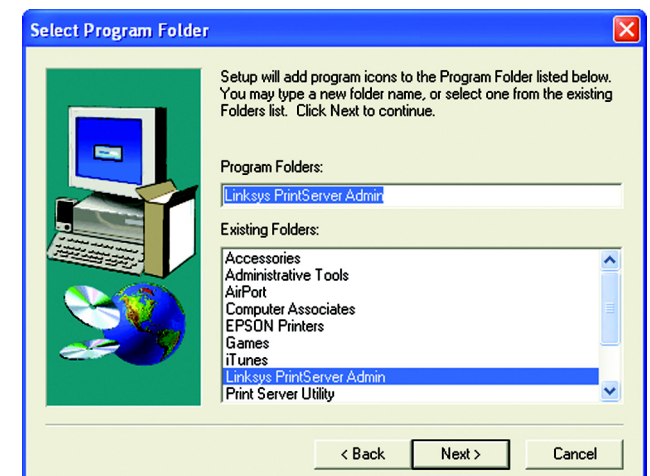 Select Program Folder
Setup will add program icons to the Program Folder listed below.
You may type a new folder name, or select one from the existing
Folders list. Click Next to continue.
Program Folders:
Linksys PrintServer Admin
Existing Folders:
Accessories
Administrative Tools
AirPort
Computer Associates
EPSON Printers
Games
iTunes
Linksys PrintServer Admin
Print Server Utility
< Back
Next >
Cancel